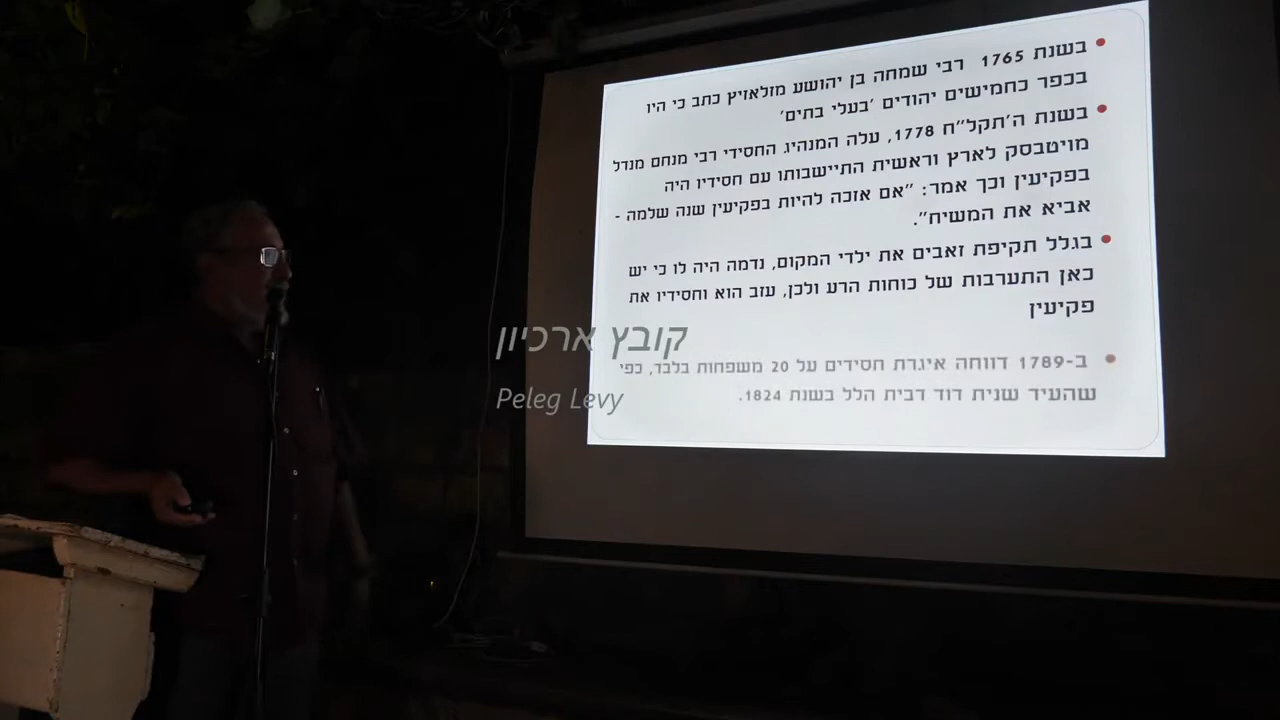 בשנת 1765 רבי שמחה בן יהושע מזלאזיץ כתב כי היו
בכפר כחמישים יהודים 'בעלי בתים'
בשנת ה'תקל"ח 1778, עלה המנהיג החסידי רבי מנחם מנדל
מויטבסק לארץ וראשית התיישבותו עם חסידיו היה
בפקיעין וכך אמר: "אם אזכה להיות בפקיעין שנה שלמה -
אביא את המשיח".
בגלל תקיפת זאבים את ילדי המקום, נדמה היה לו כי יש
כאן התערבות של כוחות הרע ולכן, עזב הוא וחסידיו את
פקיעין
ב-1789 דווחה איגרת חסידים על 20 משפחות בלבד, כפי
שהעיד שנית דוד דבית הלל בשנת 1824.
קובץ ארכיון
Peleg Levy